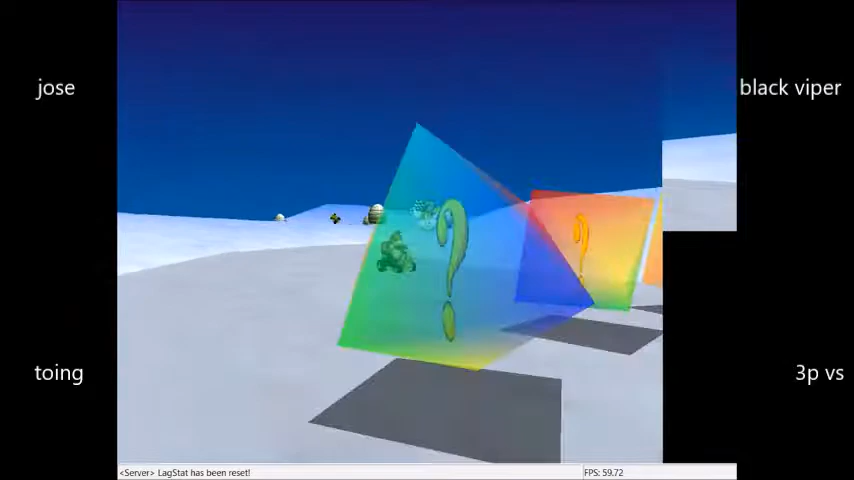 jose
black viper
?
?
toing
3p vs
<Server> LagStat has been reset!
FPS: 59.72